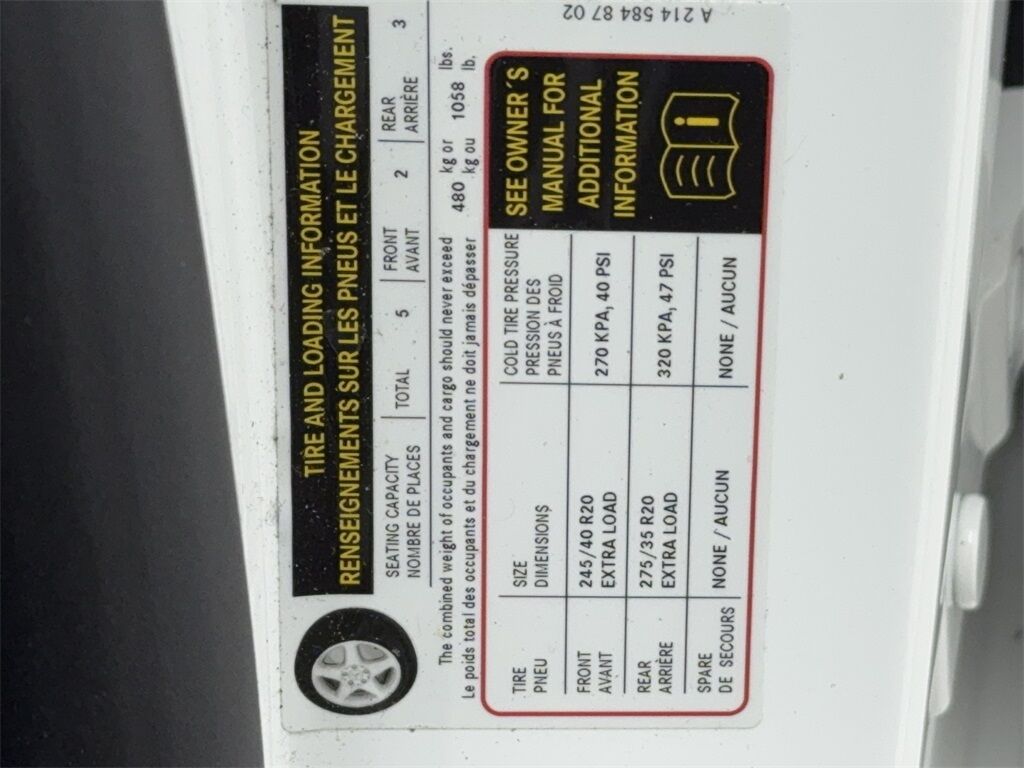 TIRE AND LOADING INFORMATION
RENSEIGNEMENTS SUR LES PNEUS ET LE CHARGEMENT
SEATING CAPACITY
NOMBRE DE PLACES
TOTAL 5
FRONT
AVANT
2
REAR
ARRIÈRE
3
The combined weight of occupants and cargo should never exceed 480 kg or 1058 lbs.
Le poids total des occupants et du chargement ne doit jamais dépasser kg ou lb.
TIRE
PNEU
SIZE
DIMENSIONS
COLD TIRE PRESSURE
PRESSION DES
PNEUS À FROID
FRONT
AVANT
245/40 R20
EXTRA LOAD
270 KPA, 40 PSI
REAR
ARRIÈRE
275/35 R20
EXTRA LOAD
320 KPA, 47 PSI
SPARE
DE SECOURS
NONE / AUCUN
NONE / AUCUN
SEE OWNER´S
MANUAL FOR
ADDITIONAL
INFORMATION
i
A 214 584 87 02